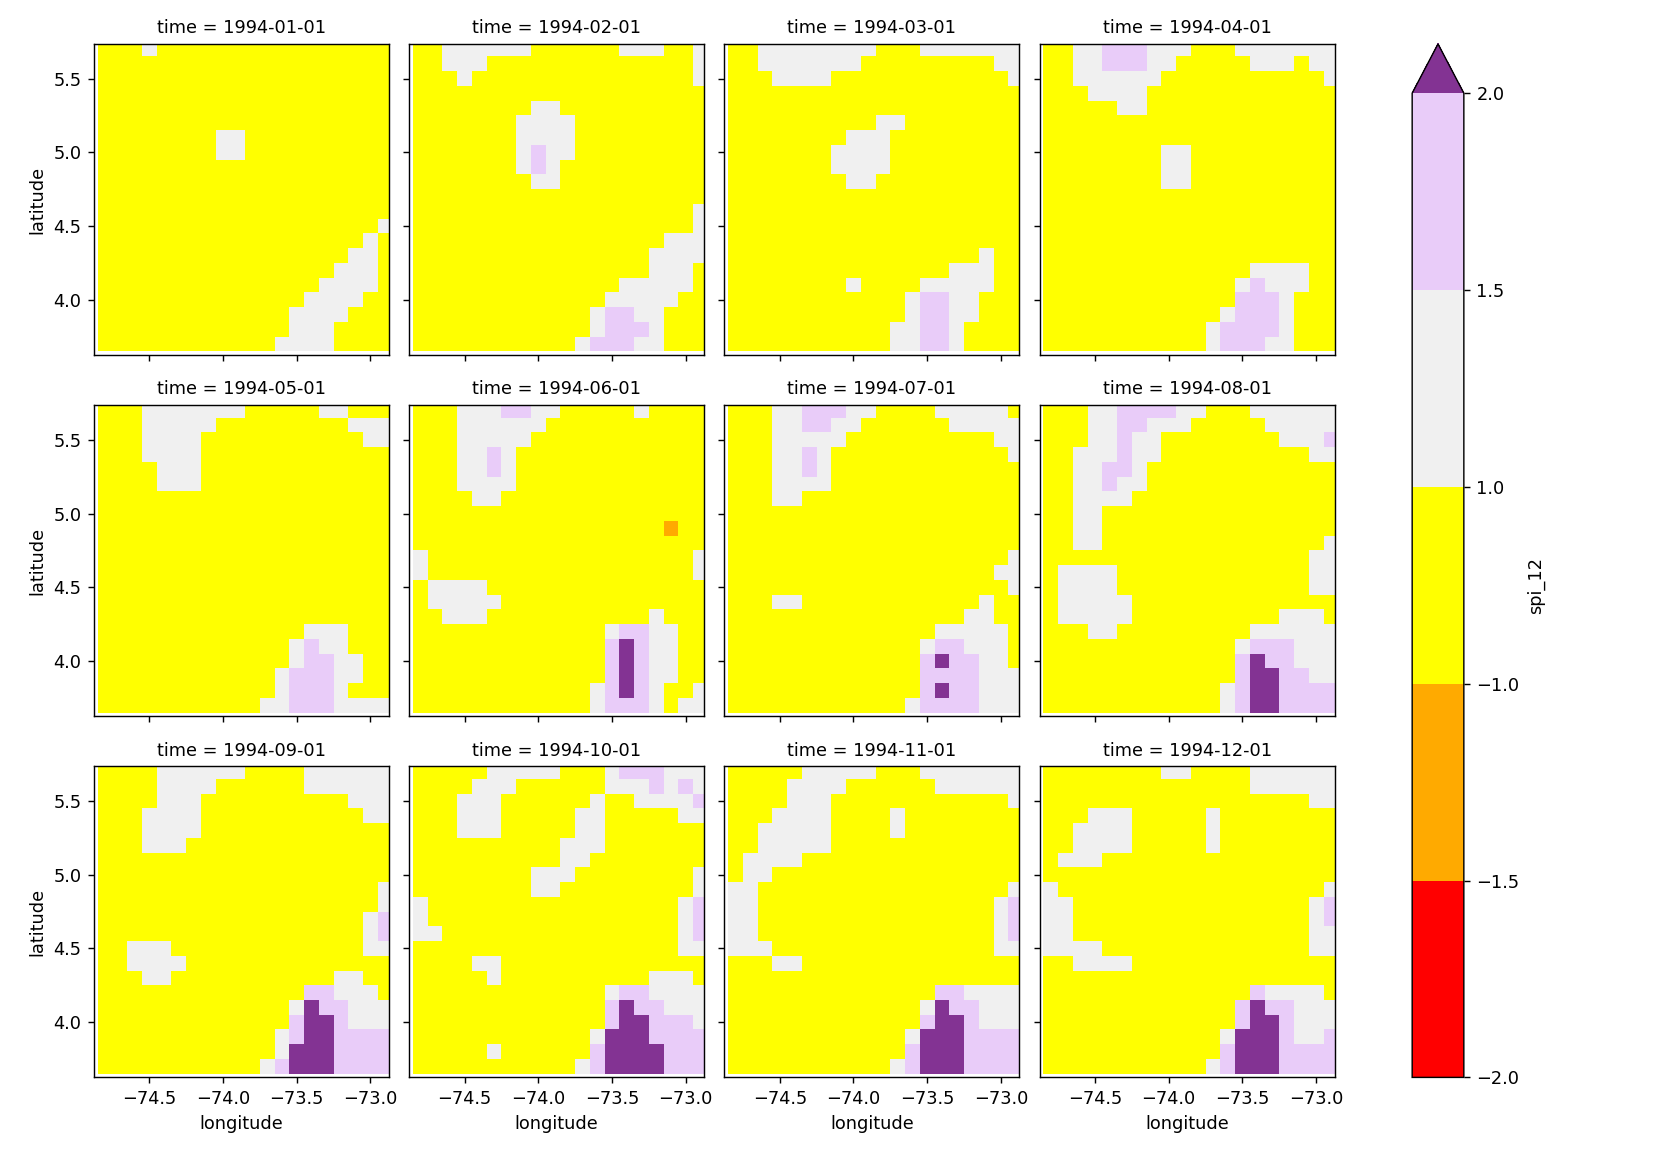 time = 1994-01-01
time = 1994-02-01
time = 1994-03-01
time = 1994-04-01
5.5
5.0
4.5
4.0
latitude
time = 1994-05-01
time = 1994-06-01
time = 1994-07-01
time = 1994-08-01
5.5
5.0
4.5
4.0
latitude
time = 1994-09-01
time = 1994-10-01
time = 1994-11-01
time = 1994-12-01
5.5
5.0
4.5
4.0
latitude
−74.5 −74.0 −73.5 −73.0
longitude
−74.5 −74.0 −73.5 −73.0
longitude
−74.5 −74.0 −73.5 −73.0
longitude
−74.5 −74.0 −73.5 −73.0
longitude
2.0
1.5
1.0
−1.0
−1.5
−2.0
spi_12